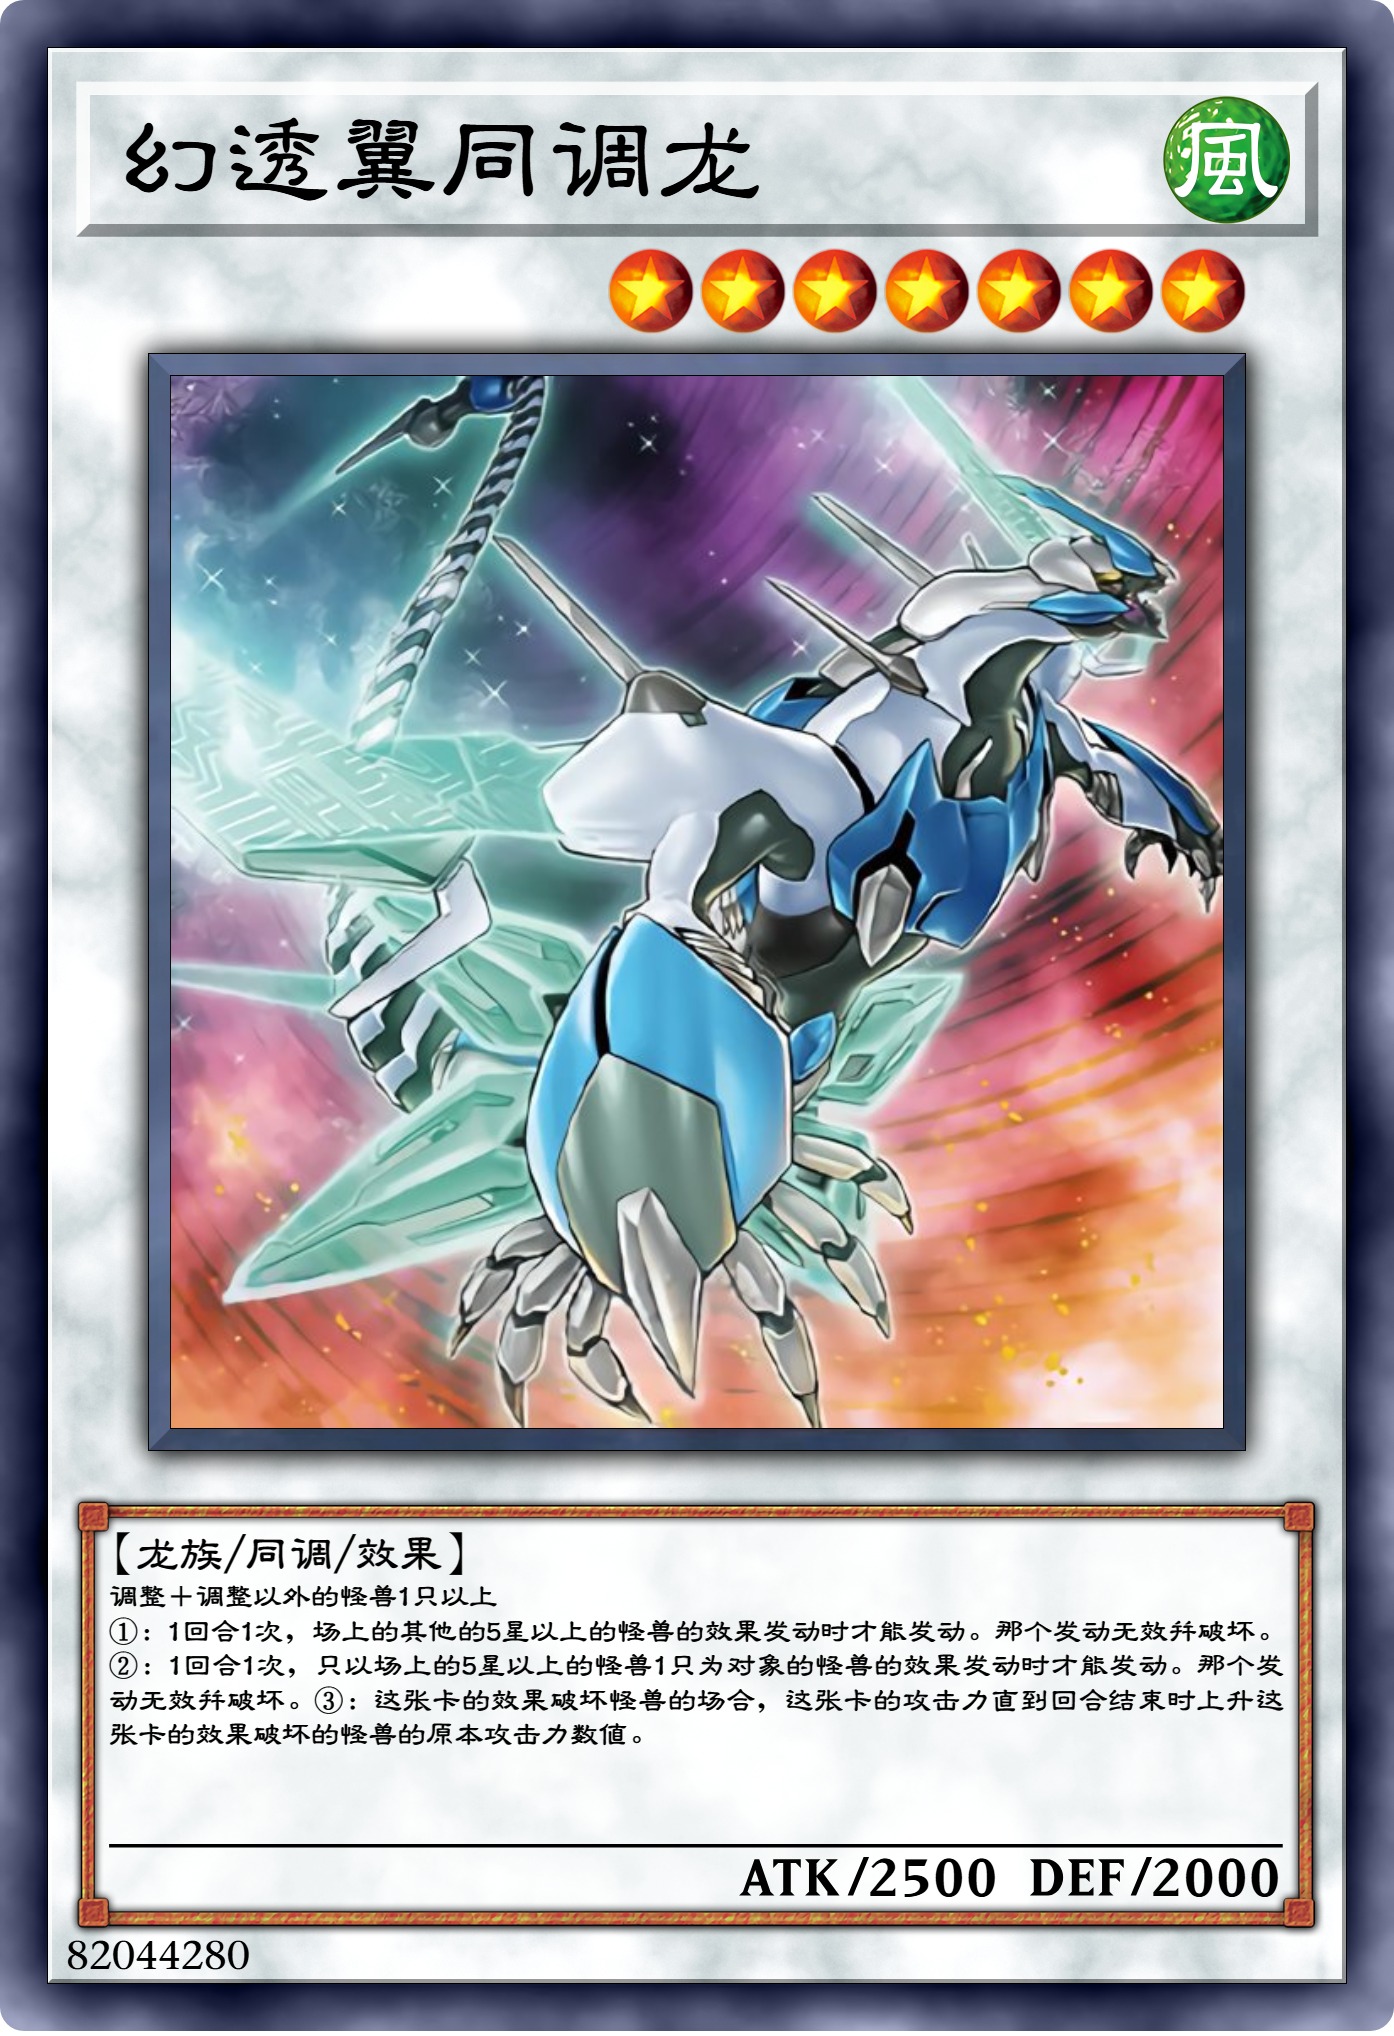 幻透翼同调龙
風
【龙族/同调/效果】
调整＋调整以外的怪兽1只以上
①：1回合1次，场上的其他的5星以上的怪兽的效果发动时才能发动。那个发动无效并破坏。
②：1回合1次，只以场上的5星以上的怪兽1只为对象的怪兽的效果发动时才能发动。那个发
动无效并破坏。③：这张卡的效果破坏怪兽的场合，这张卡的攻击力直到回合结束时上升这
张卡的效果破坏的怪兽的原本攻击力数值。
ATK/2500 DEF/2000
82044280